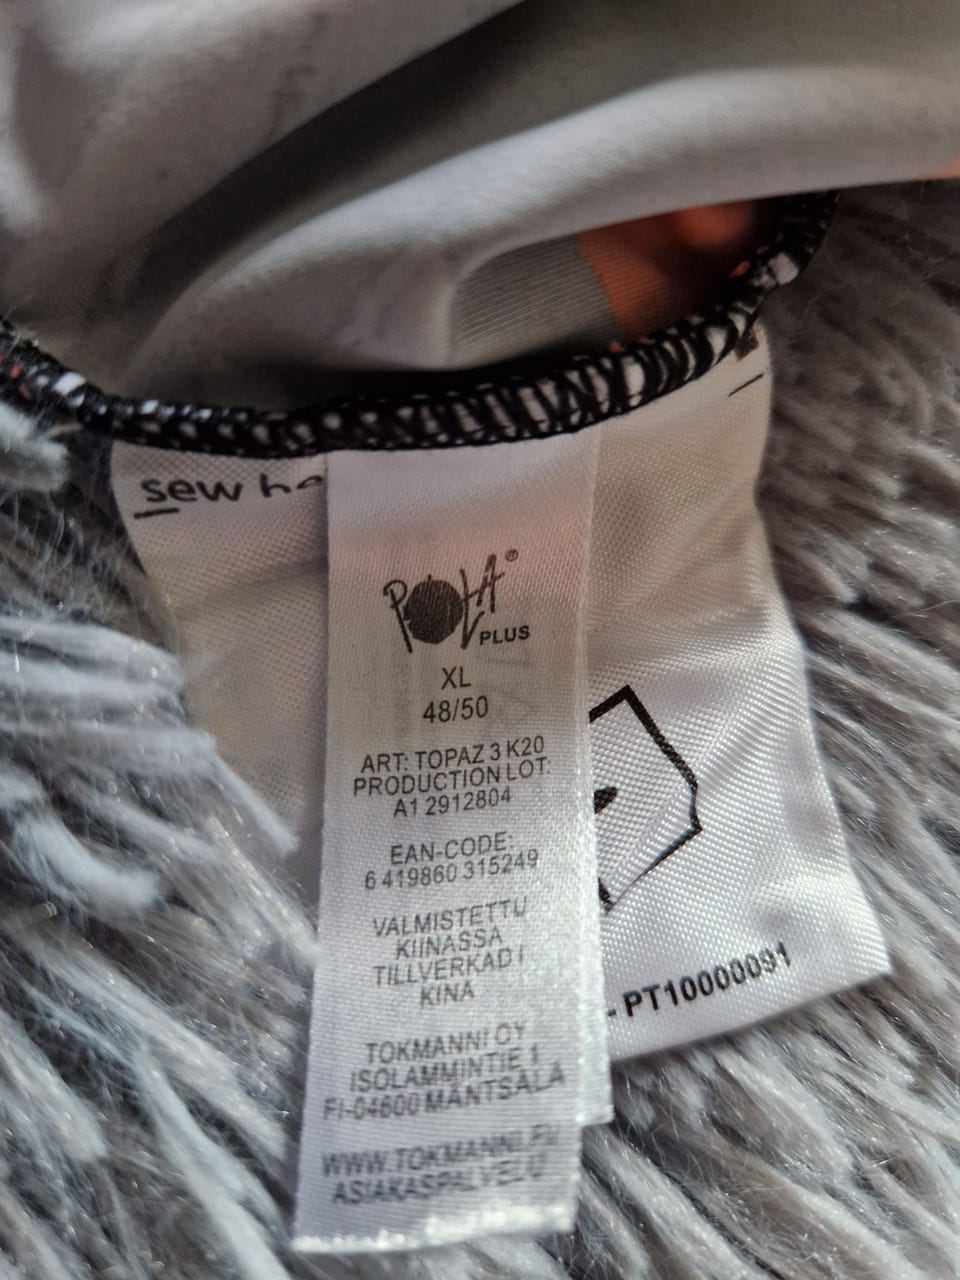 sew he
POLA®
PLUS
XL
48/50
ART: TOPAZ 3 K20
PRODUCTION LOT:
A1 2912804
EAN-CODE:
6 419860 315249
VALMISTETTU
KIINASSA
TILLVERKAD I
KINA
TOKMANNI OY
ISOLAMMINTIE 1
FI-04600 MÄNTSÄLÄ
WWW.TOKMANNI.FI/
ASIAKASPALVELU
- PT10000091